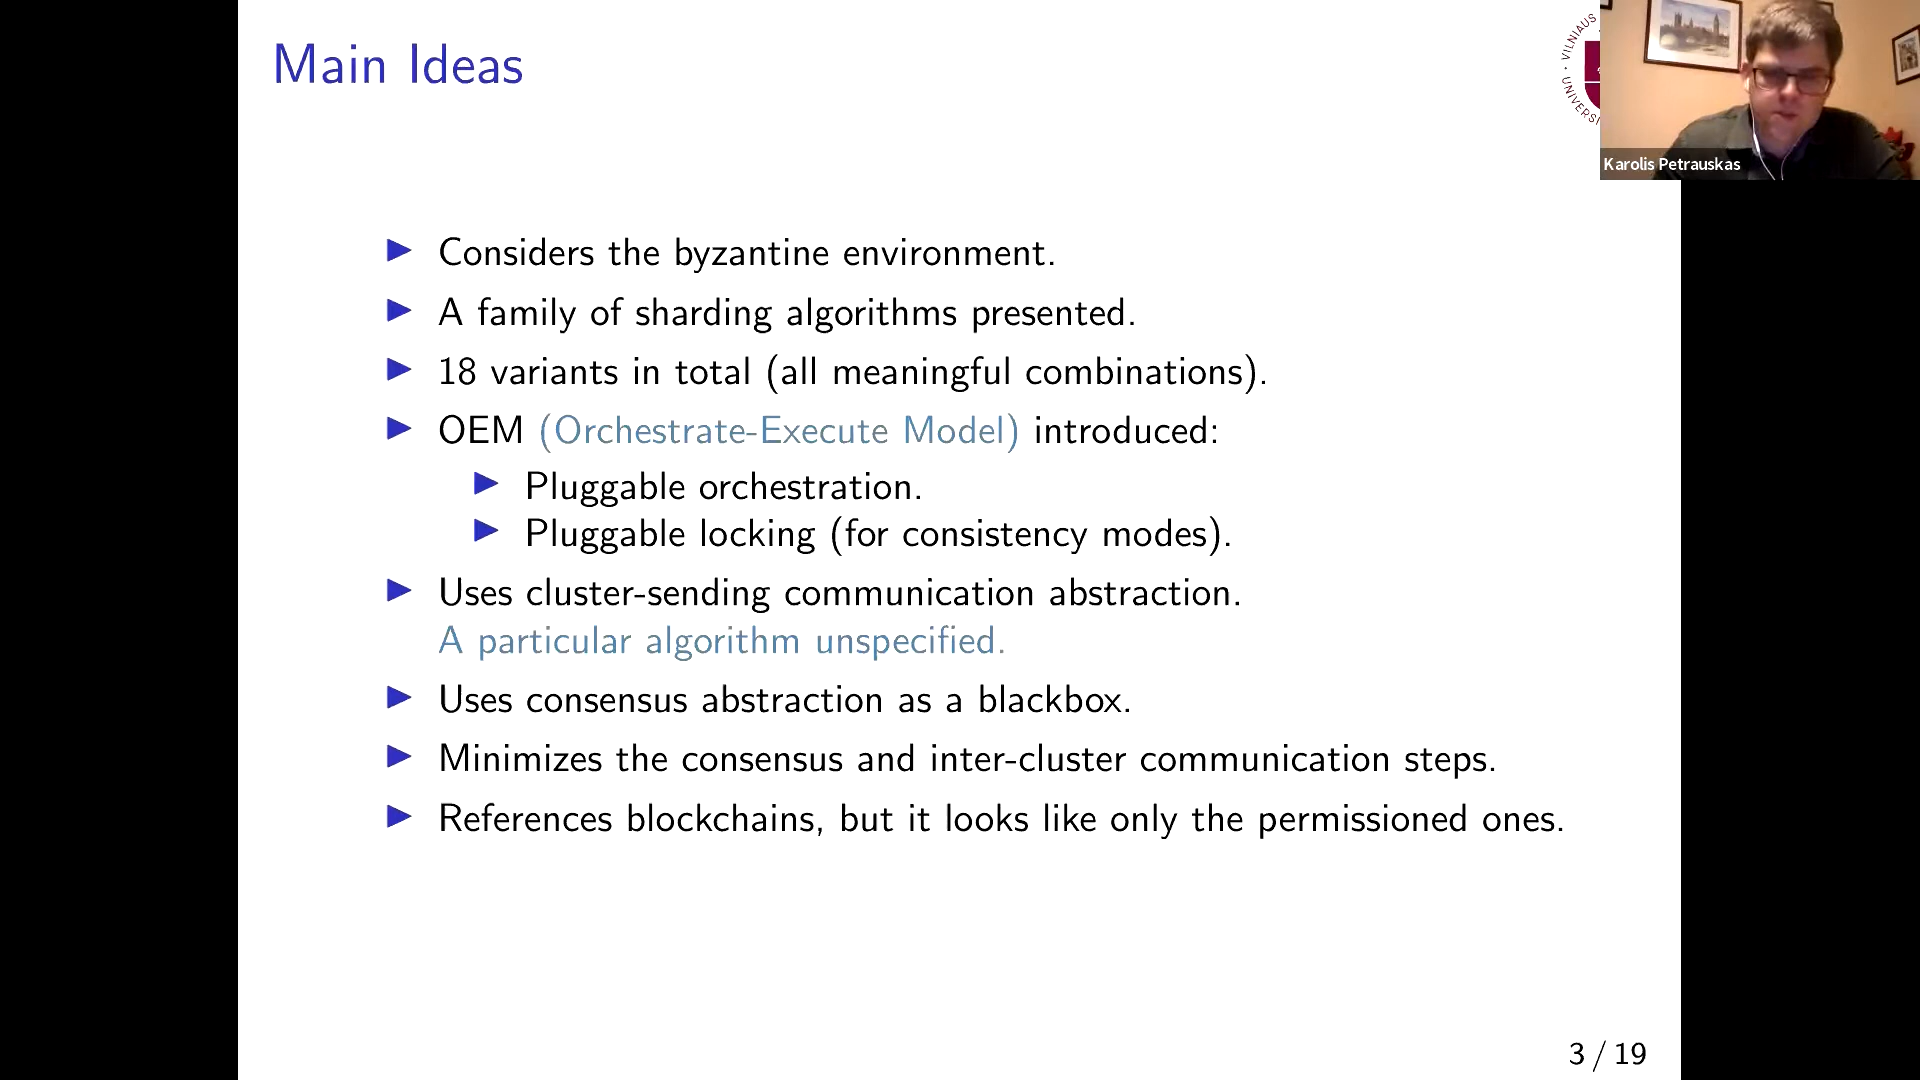 Main Ideas
VILNIAUS
UNIVERSI
Karolis Petrauskas
Considers the byzantine environment.
A family of sharding algorithms presented.
18 variants in total (all meaningful combinations).
OEM (Orchestrate-Execute Model) introduced:
Pluggable orchestration.
Pluggable locking (for consistency modes).
Uses cluster-sending communication abstraction.
A particular algorithm unspecified.
Uses consensus abstraction as a blackbox.
Minimizes the consensus and inter-cluster communication steps.
References blockchains, but it looks like only the permissioned ones.
3 / 19